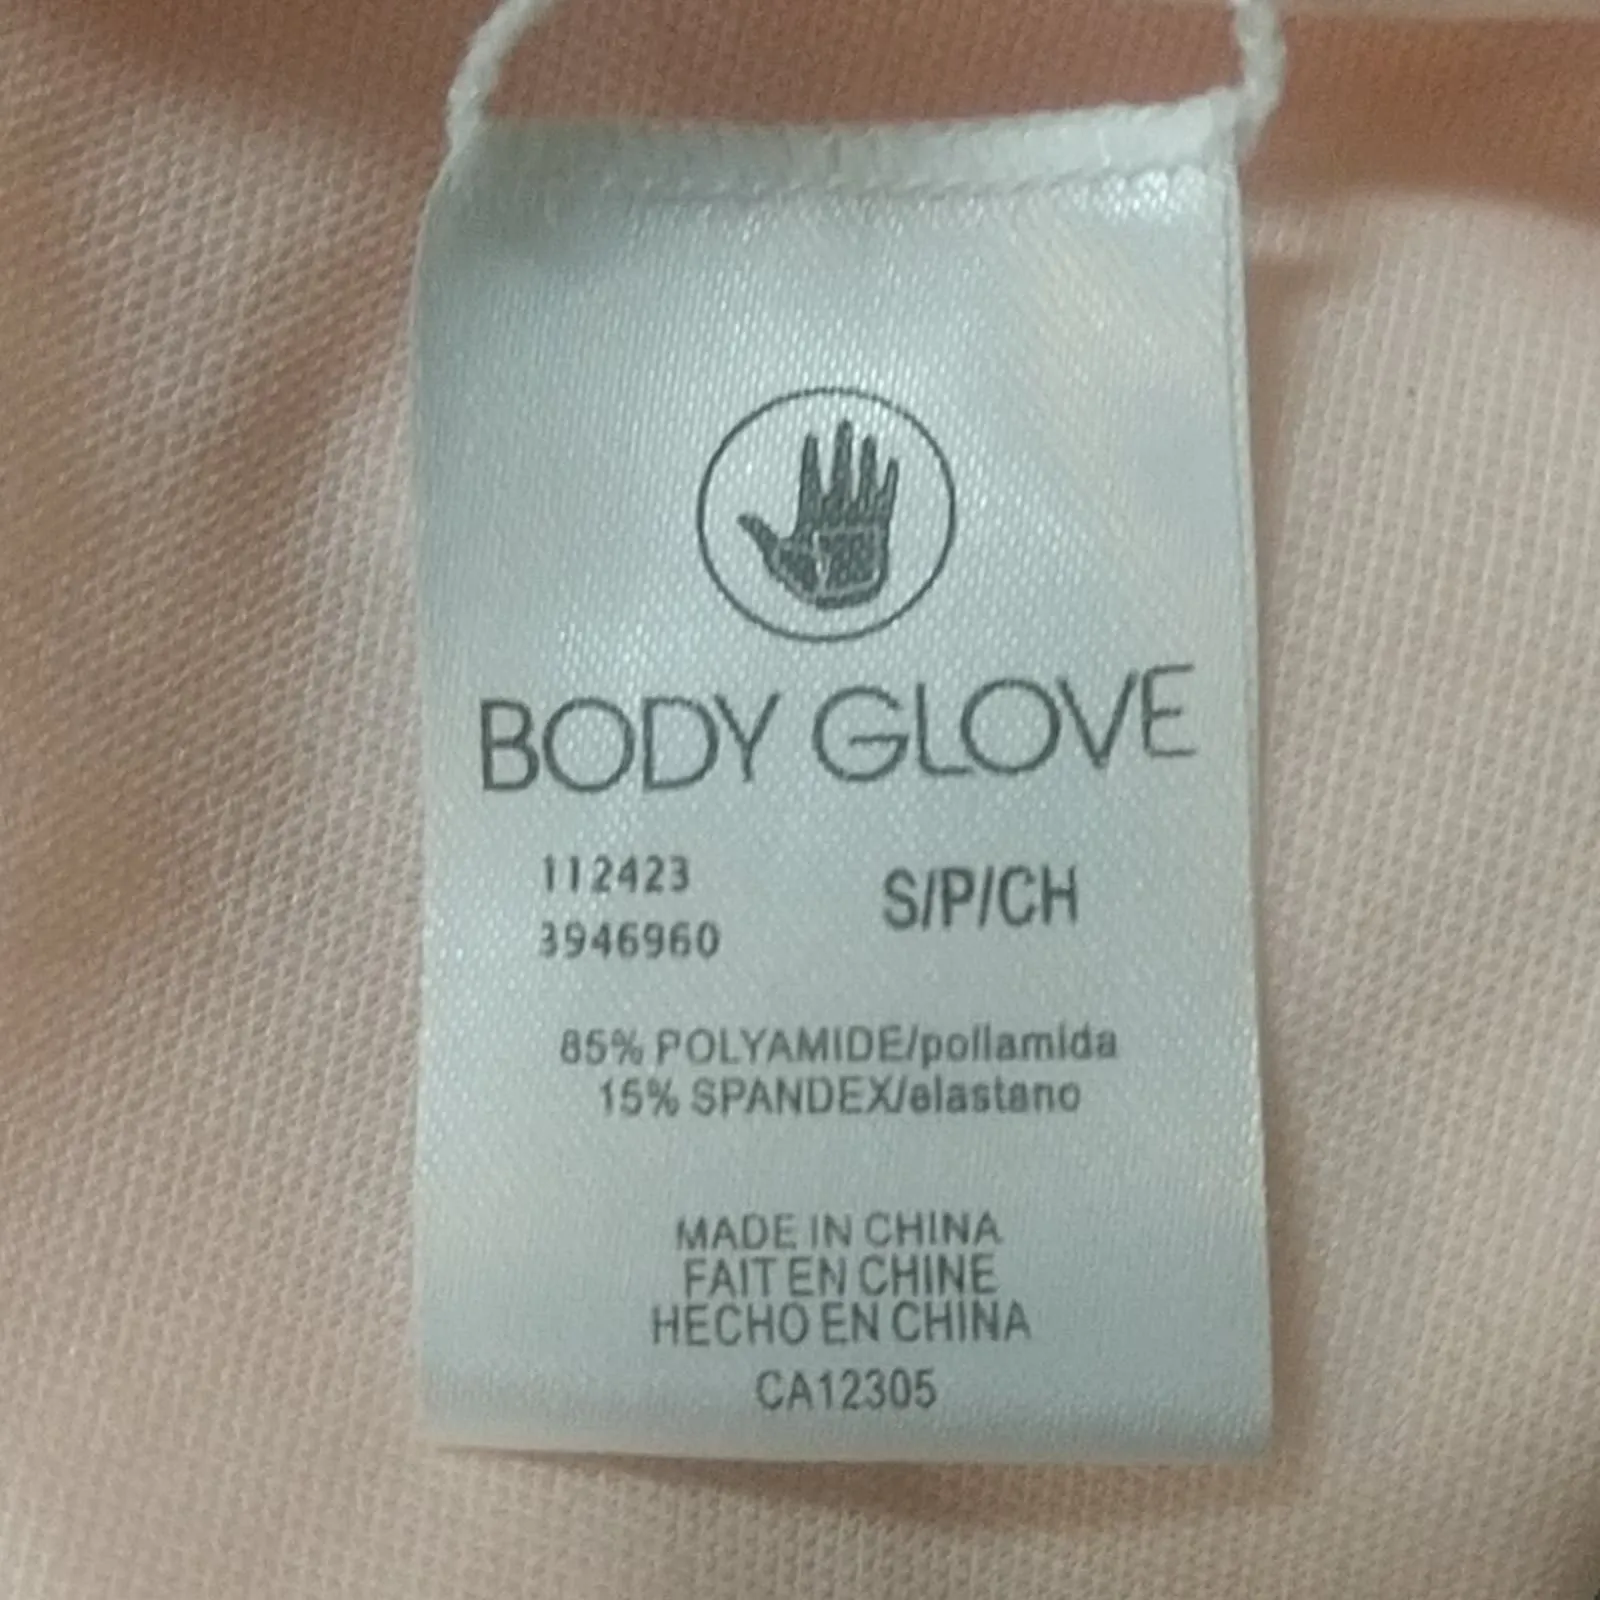 BODY GLOVE
112423
S/P/CH
3946960
85% POLYAMIDE/poliamida
15% SPANDEX/elastano
MADE IN CHINA
FAIT EN CHINE
HECHO EN CHINA
CA12305